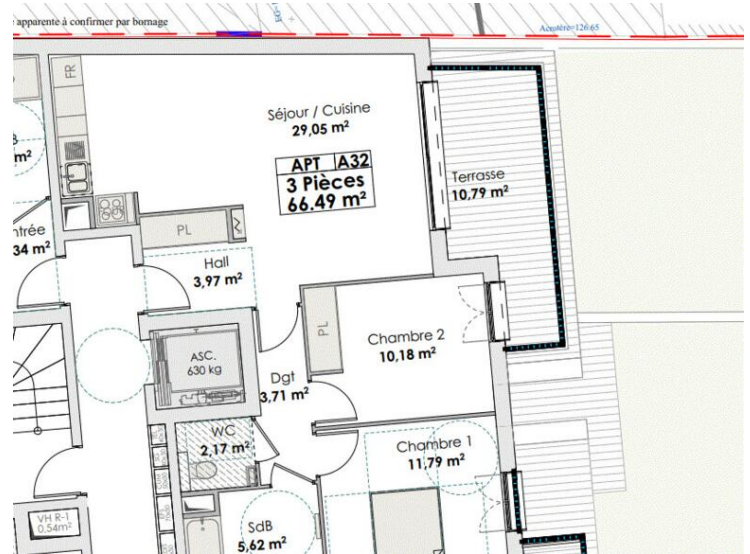 apparente à confirmer par bornage
Acrotère=126.65
FR
Séjour / Cuisine
29,05 m²
APT A32
3 Pièces
66.49 m²
Terrasse
10,79 m²
m²
ntrée
34 m²
PL
Hall
3,97 m²
PL
Chambre 2
10,18 m²
ASC.
630 kg
Dgt
3,71 m²
WC
2,17 m²
Chambre 1
11,79 m²
VH R-1
0,54m²
SdB
5,62 m²